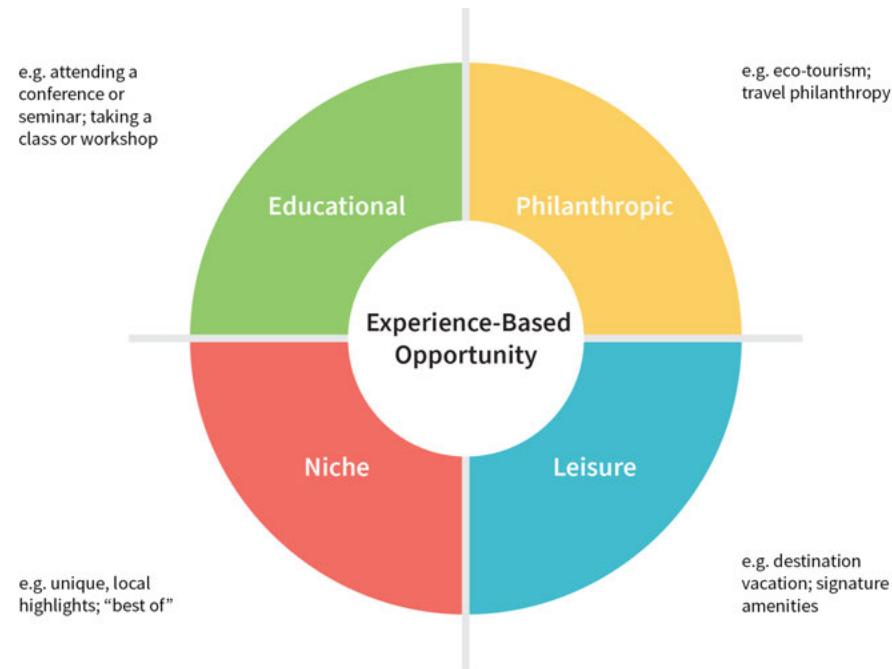 e.g. attending a
conference or
seminar; taking a
class or workshop
e.g. eco-tourism;
travel philanthropy
Educational
Philanthropic
Experience-Based
Opportunity
Niche
Leisure
e.g. unique, local
highlights; “best of”
e.g. destination
vacation; signature
amenities